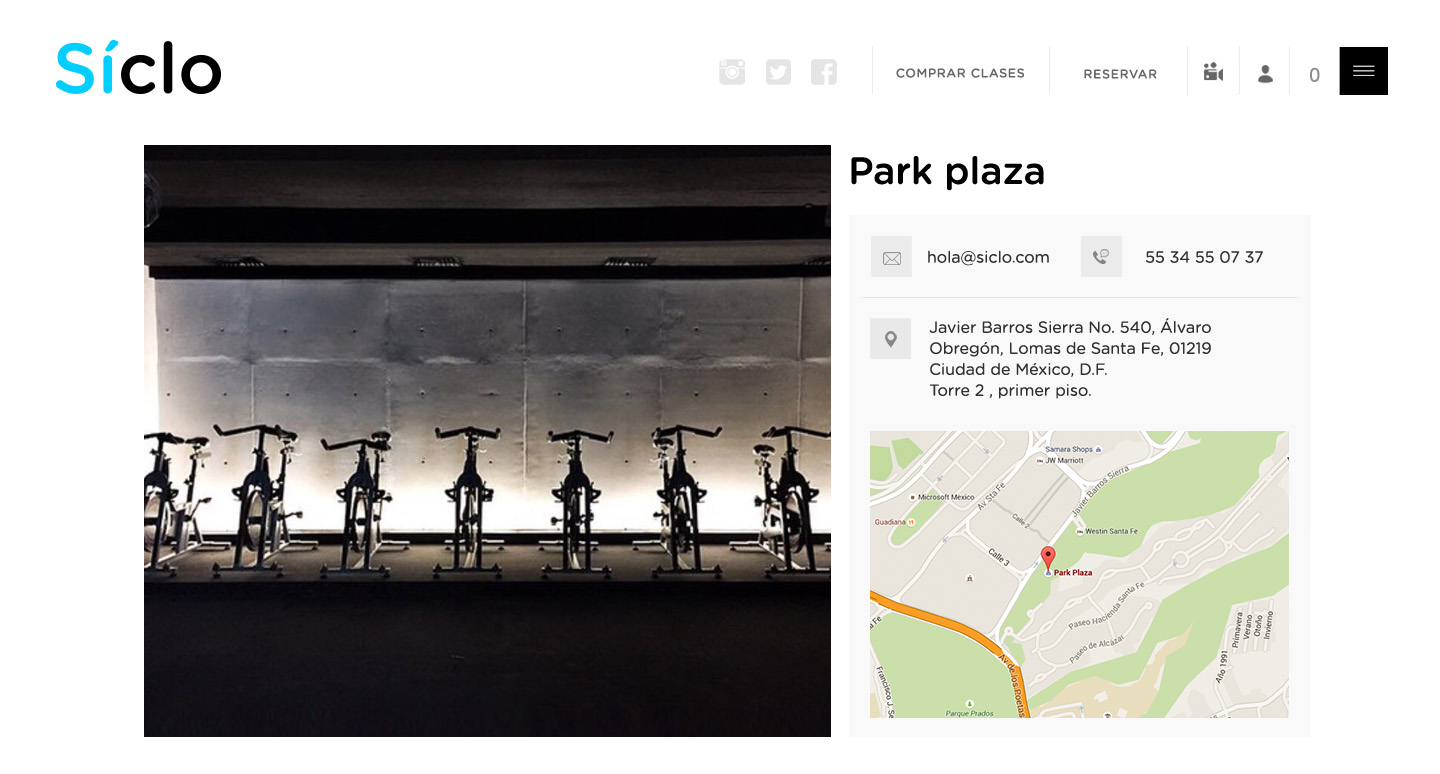 Síclo
COMPRAR CLASES
RESERVAR
0
Park plaza
hola@siclo.com
55 34 55 07 37
Javier Barros Sierra No. 540, Álvaro
Obregón, Lomas de Santa Fe, 01219
Ciudad de México, D.F.
Torre 2 , primer piso.
Samara Shops
JW Marriott
Javier Barros Sierra
Av. Sta Fe
Microsoft Mexico
Guadiana
Calle 2
Westin Santa Fe
Calle 3
Park Plaza
Paseo Hacienda Santa Fe
Paseo de Alcázar
Primavera
Verano
Otoño
Invierno
a Fe
Año 1991
Av de los Poetas
Francisco J. Se
Parque Prados